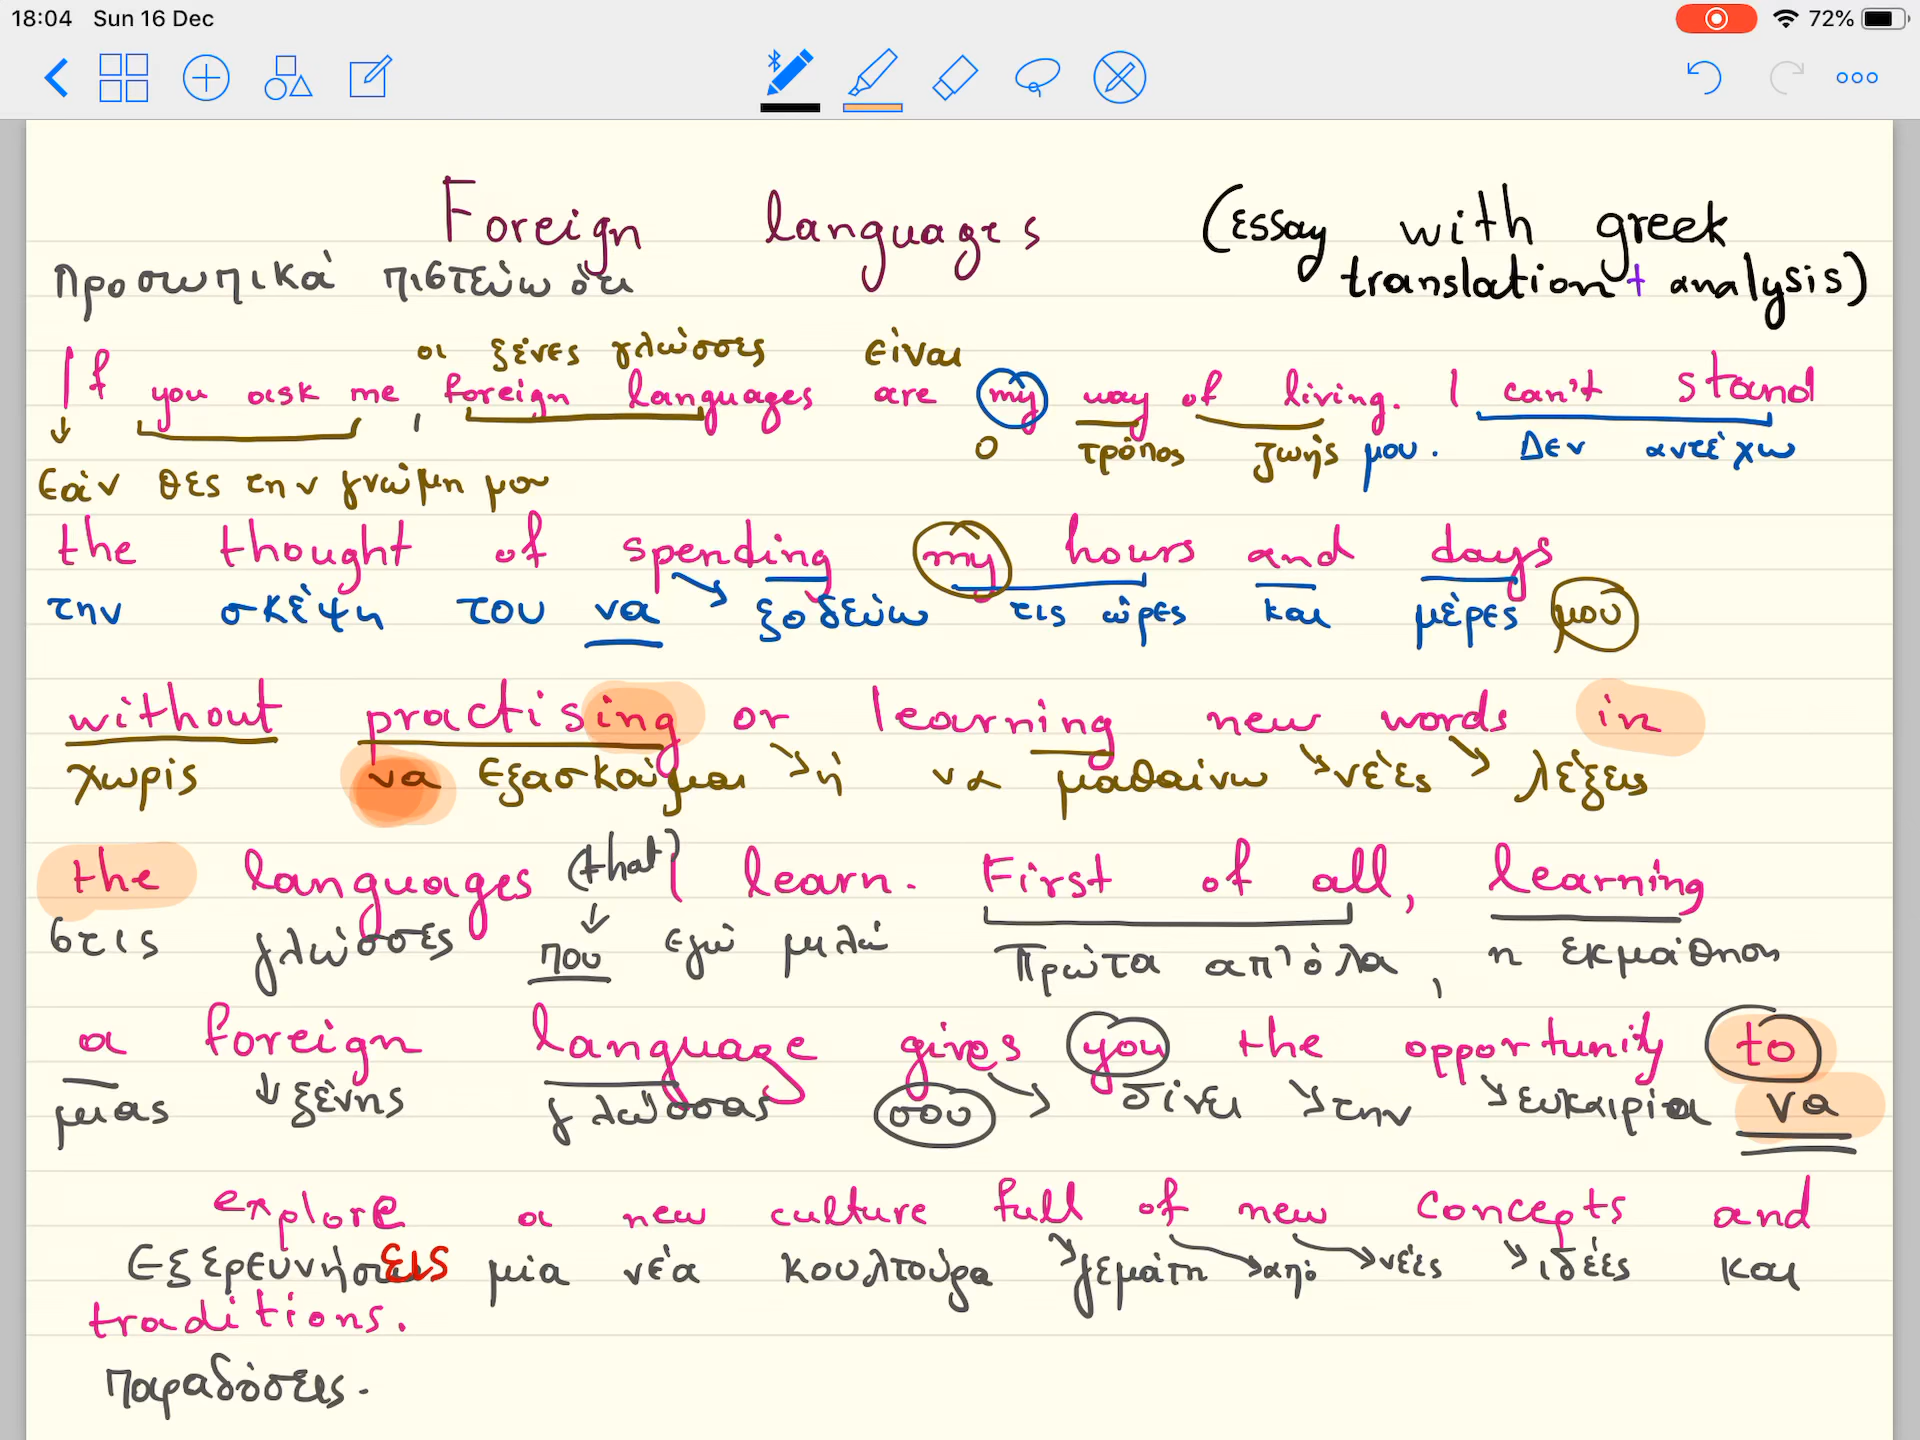 18:04 Sun 16 Dec 72%
Foreign languages (Essay with greek
translation + analysis)
Προσωπικά πιστεύω ότι
οι ξένες γλώσσες είναι
If you ask me, foreign languages are my way of living. I can't stand
ο τρόπος ζωής μου. Δεν αντέχω
Εάν θες την γνώμη μου
the thought of spending my hours and days
την σκέψη του να ξοδεύω τις ώρες και μέρες μου
without practising or learning new words in
χωρίς να εξασκούμαι ή να μαθαίνω νέες λέξεις
the languages (that) I learn. First of all, learning
στις γλώσσες που εγώ μιλώ Πρώτα απ' όλα, η εκμάθηση
a foreign language gives you the opportunity to
μιας ξένης γλώσσας σου δίνει την ευκαιρία να
explore a new culture full of new concepts and
Εξερευνήσεις μία νέα κουλτούρα γεμάτη από νέες ιδέες και
traditions.
παραδόσεις.